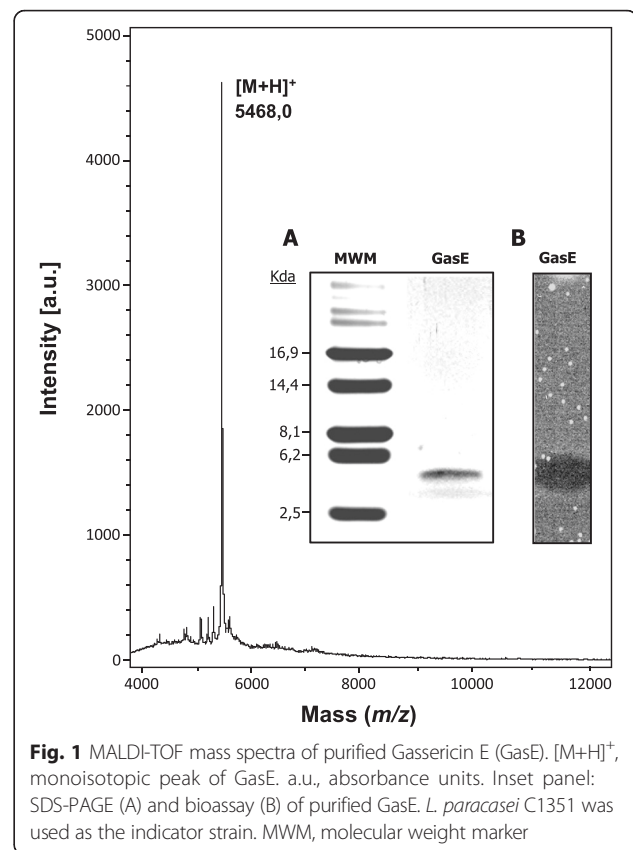 5000
4000
3000
2000
1000
0
Intensity [a.u.]
[M+H]+
5468,0
A
B
MWM
GasE
GasE
Kda
16,9
14,4
8,1
6,2
2,5
4000
6000
8000
10000
12000
Mass (m/z)
Fig. 1 MALDI-TOF mass spectra of purified Gassericin E (GasE). [M+H]+,
monoisotopic peak of GasE. a.u., absorbance units. Inset panel:
SDS-PAGE (A) and bioassay (B) of purified GasE. L. paracasei C1351 was
used as the indicator strain. MWM, molecular weight marker